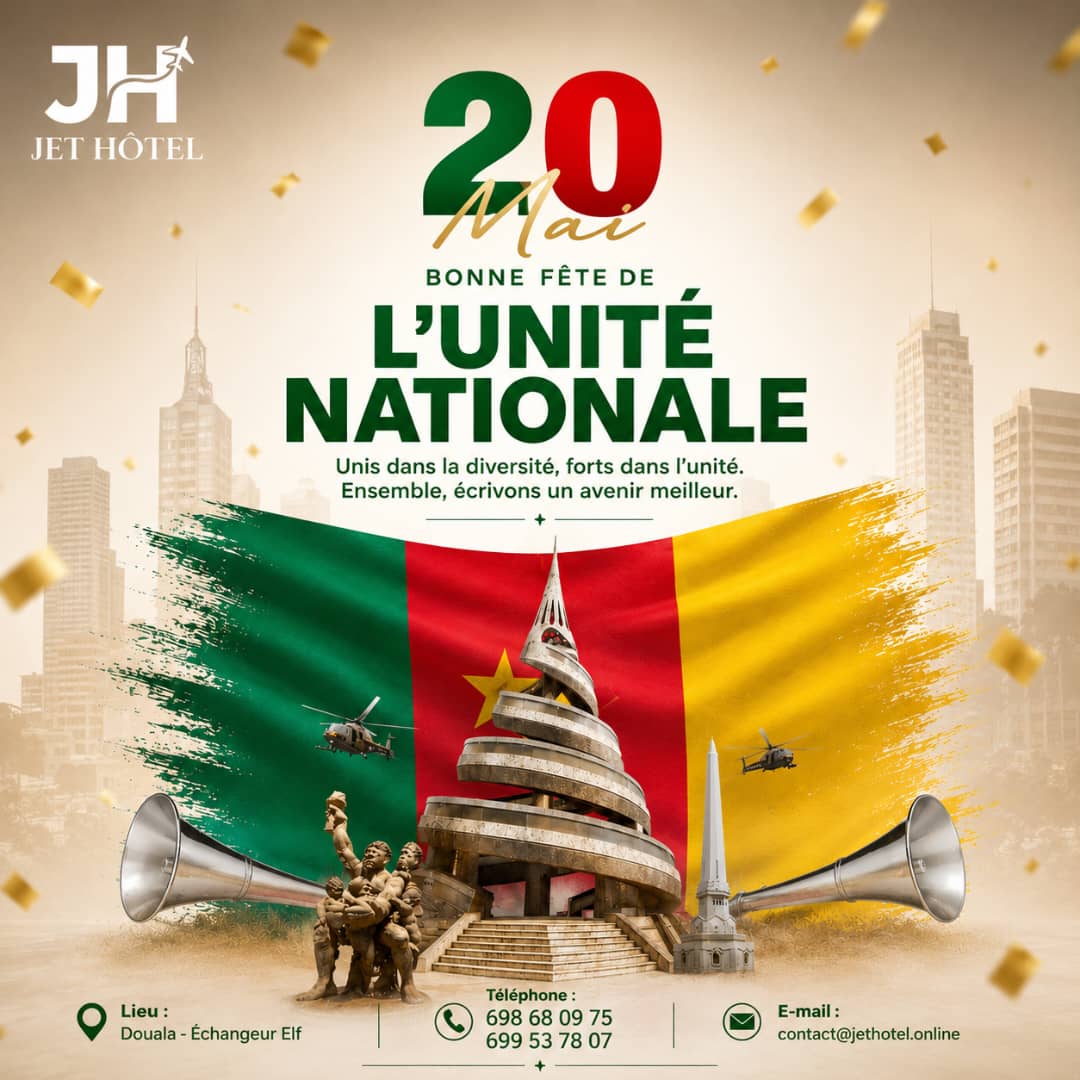 JH
JET HÔTEL
20
Mai
BONNE FÊTE DE
L'UNITÉ
NATIONALE
Unis dans la diversité, forts dans l'unité.
Ensemble, écrivons un avenir meilleur.
Lieu :
Douala - Échangeur Elf
Téléphone :
698 68 09 75
699 53 78 07
E-mail :
contact@jethotel.online